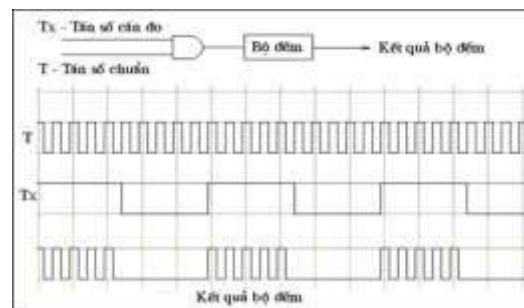 Tx - Tần số cần đo
Bộ đếm
Kết quả bộ đếm
T - Tần số chuẩn
T
Tx
Kết quả bộ đếm